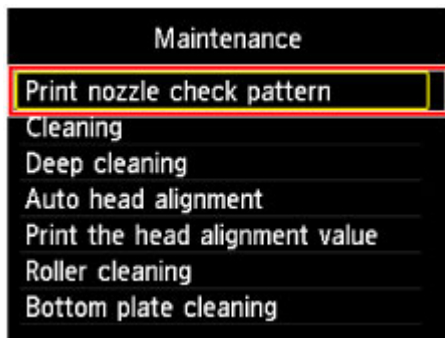 Maintenance
Print nozzle check pattern
Cleaning
Deep cleaning
Auto head alignment
Print the head alignment value
Roller cleaning
Bottom plate cleaning